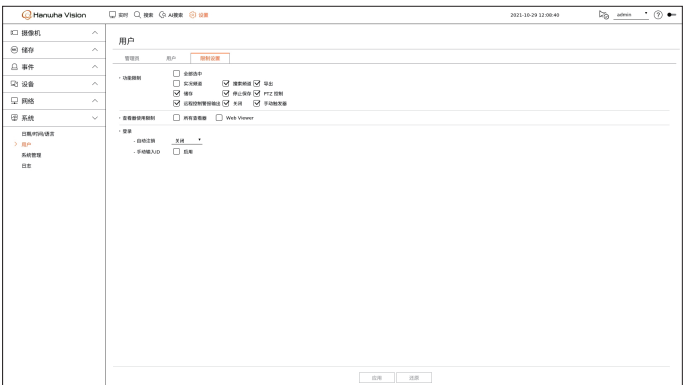 Hanwha Vision
实时 搜索 AI搜索 设置
2021-10-29 12:08:40
admin
摄像机
储存
事件
设备
网络
系统
日期/时间/语言
用户
系统管理
日志
用户
管理员 用户 限制设置
功能限制
全部选中
实况频道 搜索频道 导出
储存 停止保存 PTZ 控制
远程控制警报输出 关闭 手动触发器
查看器使用限制 所有查看器 Web Viewer
登录
- 自动注销 关闭
- 手动输入ID 启用
应用 还原